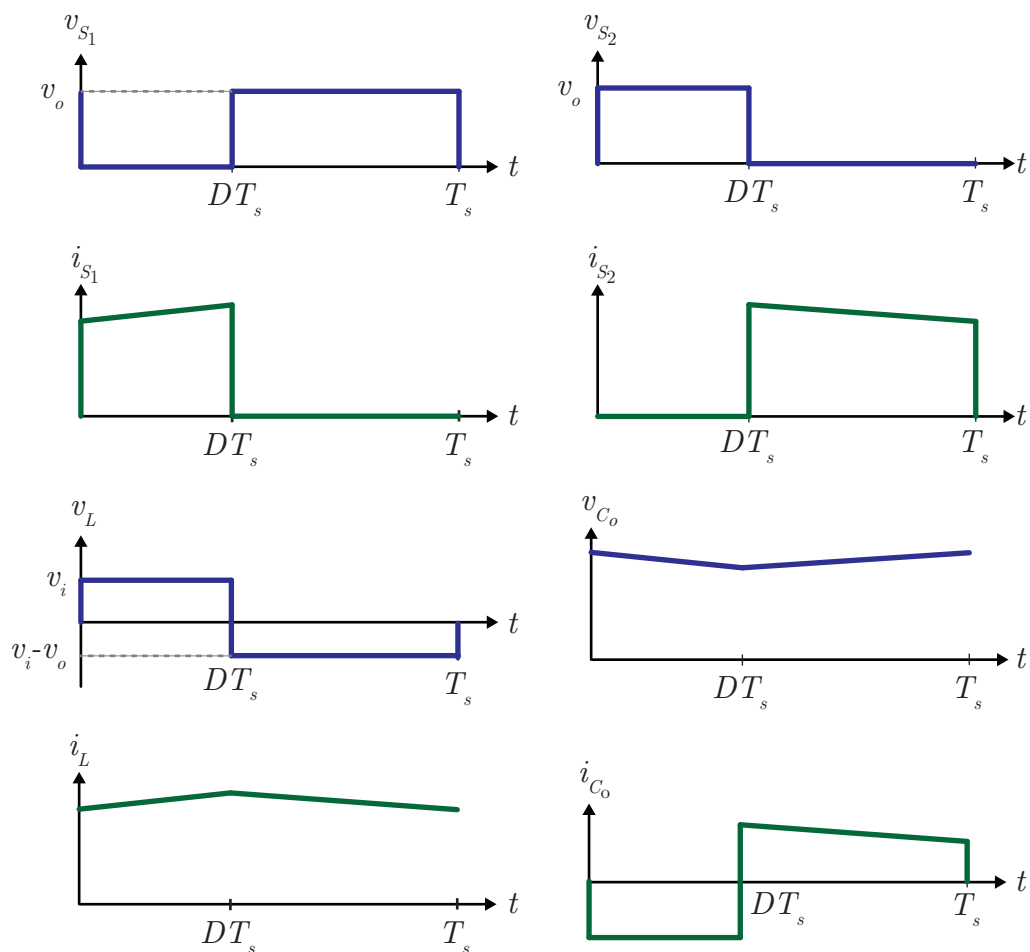 v_{S_1}
v_o
t
DT_s
T_s
v_{S_2}
v_o
t
DT_s
T_s
i_{S_1}
t
DT_s
T_s
i_{S_2}
t
DT_s
T_s
v_L
v_i
t
v_i-v_o
DT_s
T_s
v_{C_o}
t
DT_s
T_s
i_L
t
DT_s
T_s
i_{C_o}
t
DT_s
T_s